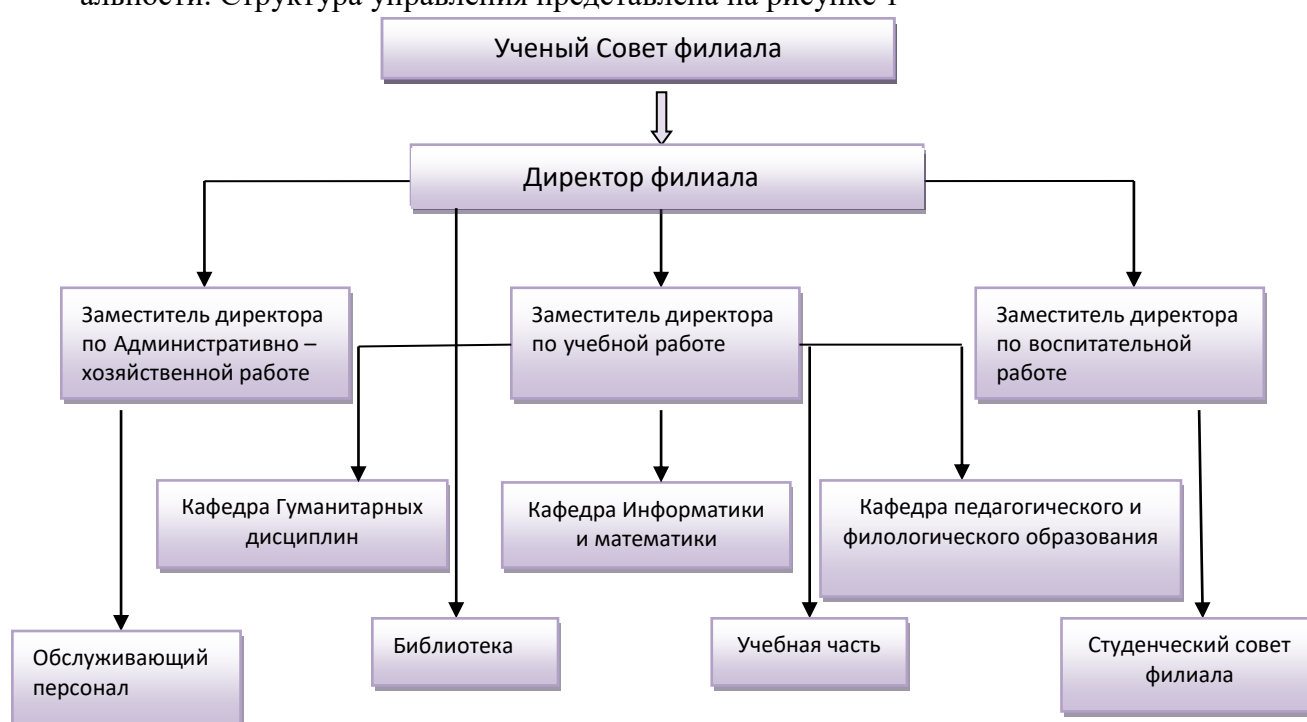 альности. Структура управления представлена на рисунке 1
Ученый Совет филиала
Директор филиала
Заместитель директора
по Административно –
хозяйственной работе
Заместитель директора
по учебной работе
Заместитель директора
по воспитательной
работе
Кафедра Гуманитарных
дисциплин
Кафедра Информатики
и математики
Кафедра педагогического и
филологического образования
Обслуживающий
персонал
Библиотека
Учебная часть
Студенческий совет
филиала